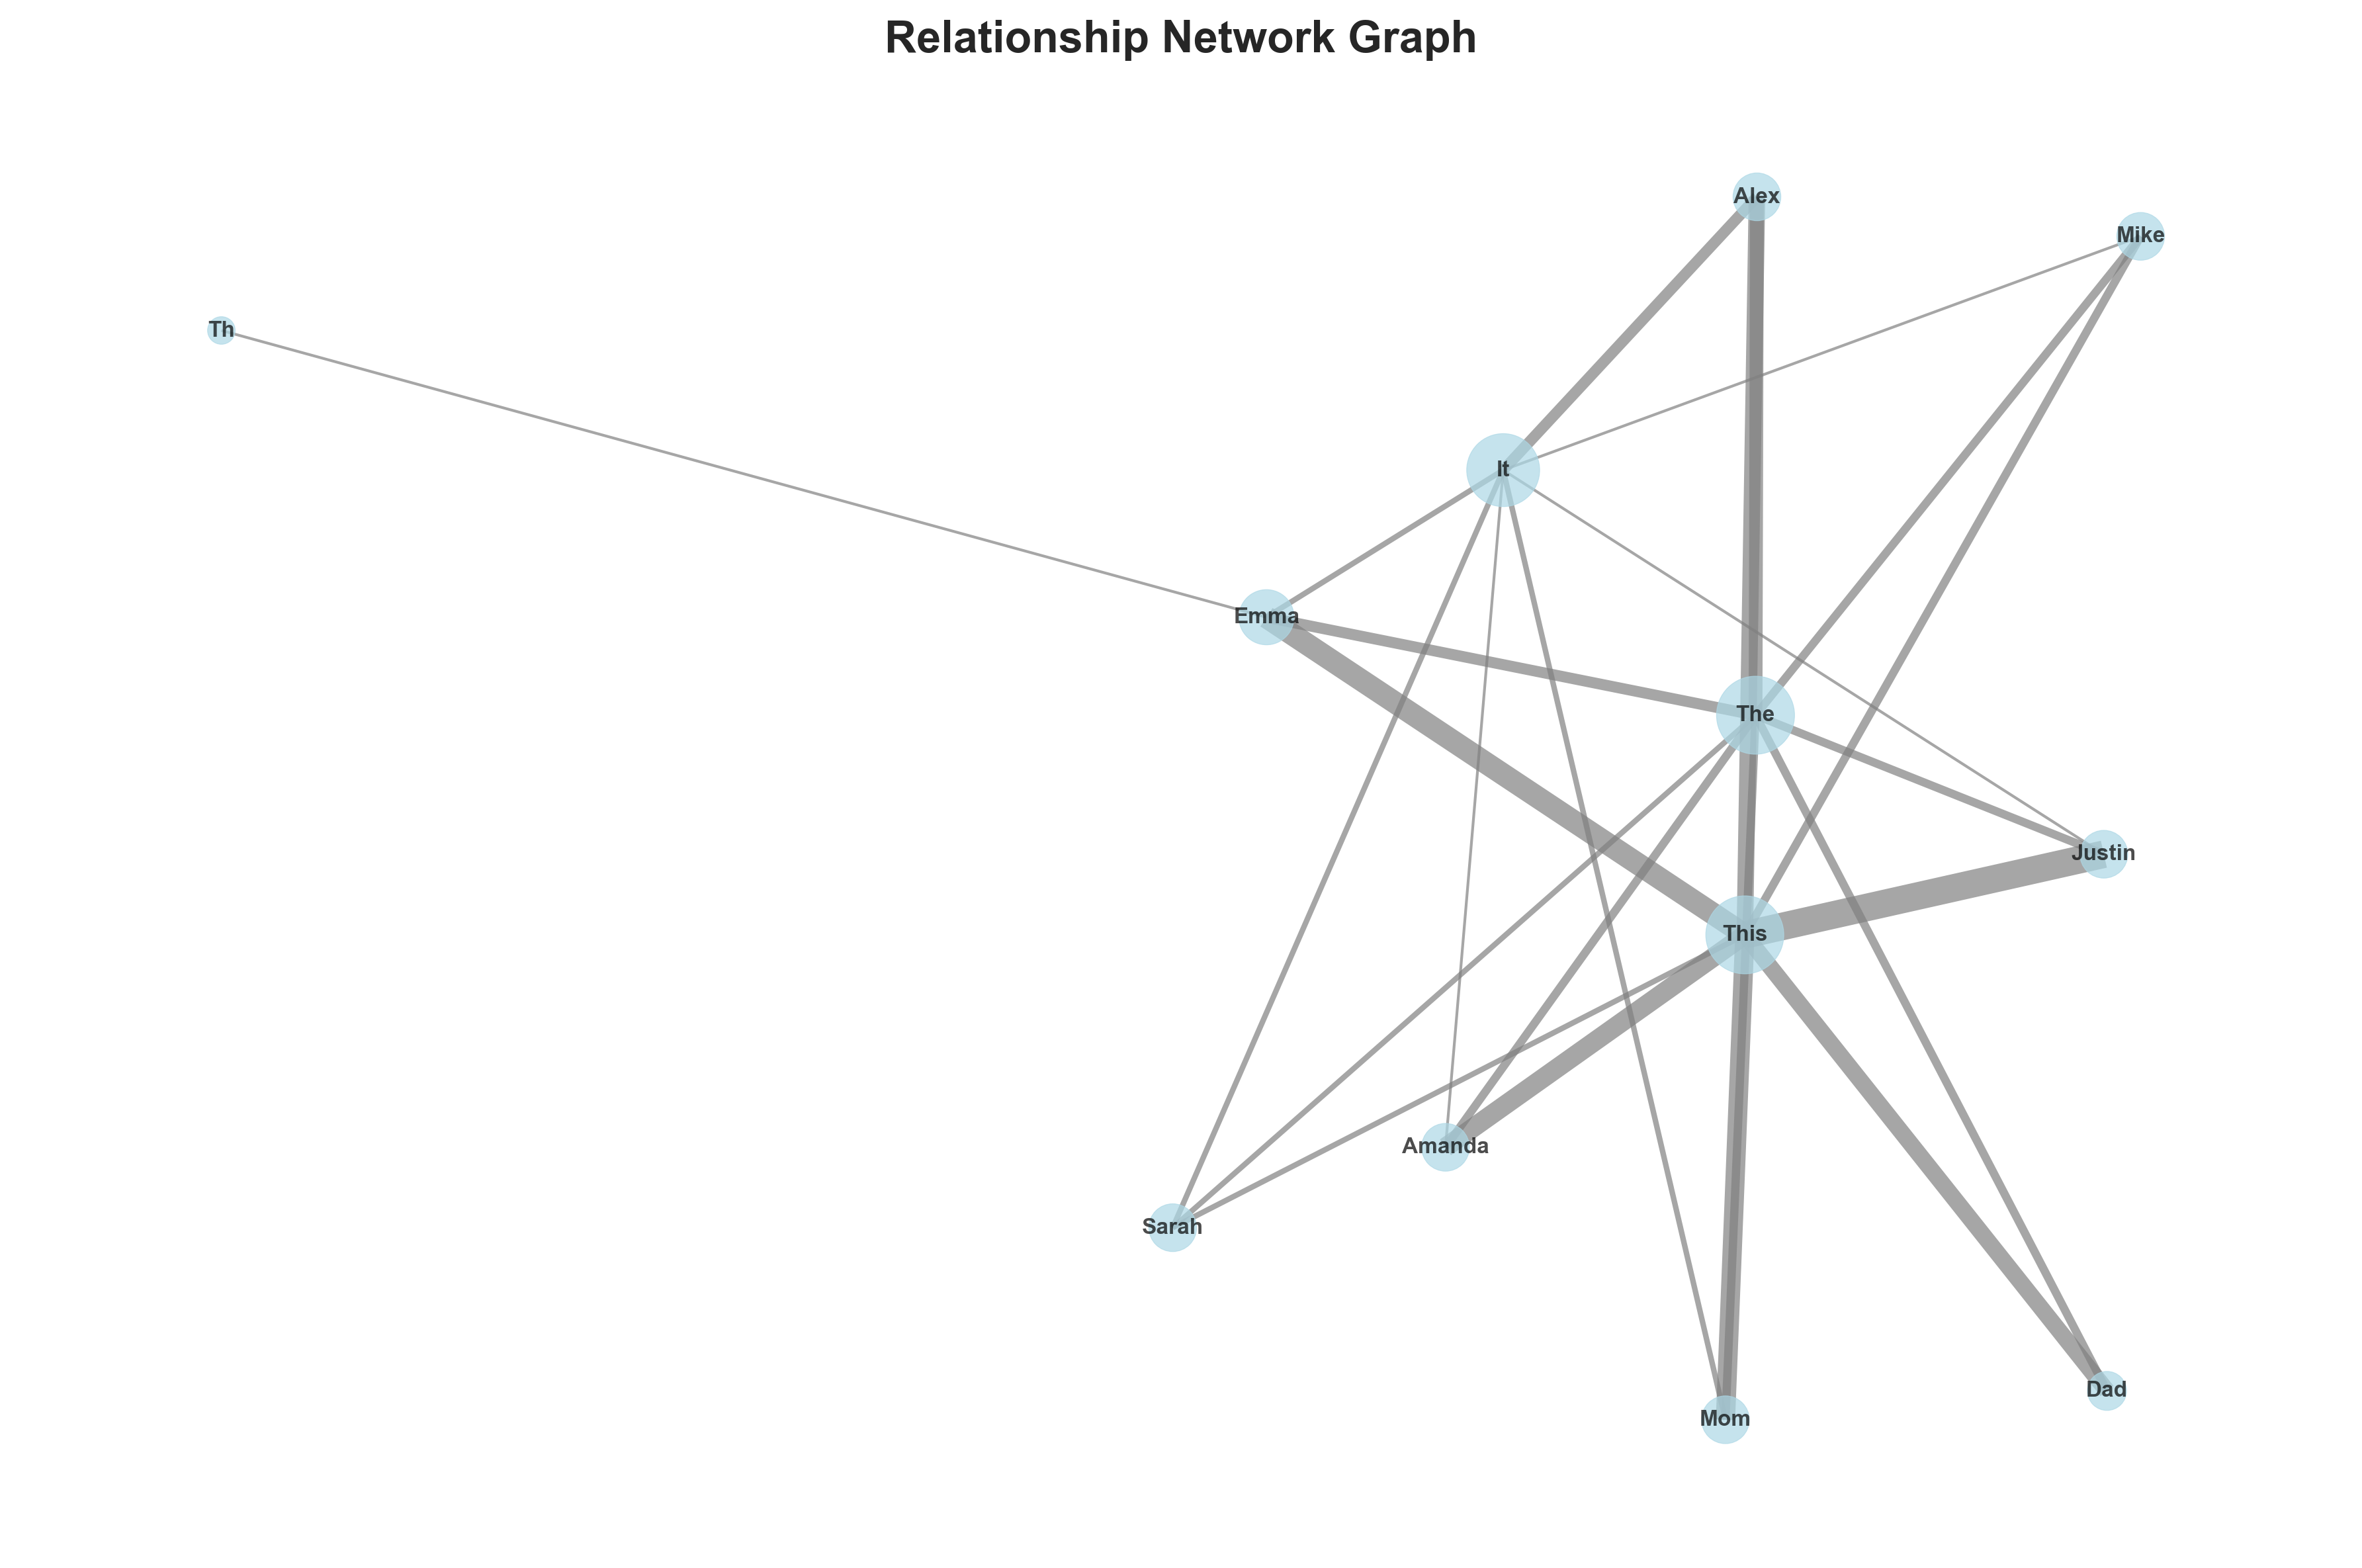 Relationship Network Graph
Alex
Mike
Th
It
Emma
The
Justin
This
Amanda
Sarah
Dad
Mom